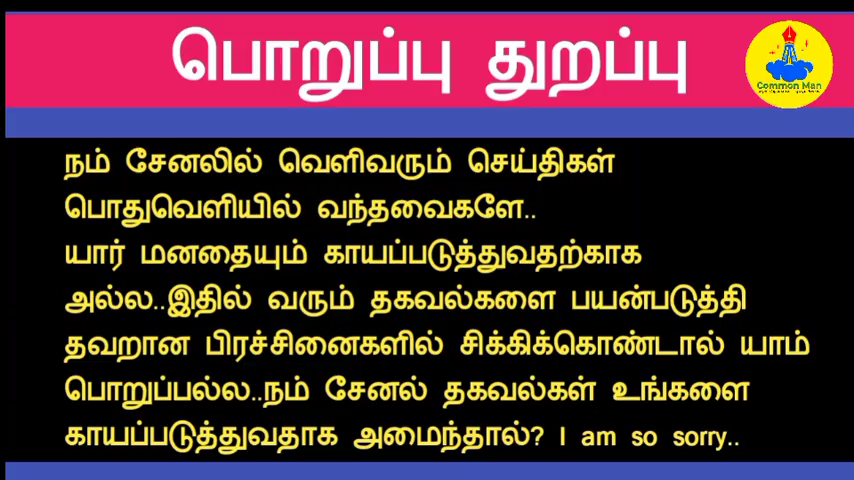 பொறுப்பு துறப்பு
Common Man
நம் சேனலில் வெளிவரும் செய்திகள்
பொதுவெளியில் வந்தவைகளே..
யார் மனதையும் காயப்படுத்துவதற்காக
அல்ல..இதில் வரும் தகவல்களை பயன்படுத்தி
தவறான பிரச்சினைகளில் சிக்கிக்கொண்டால் யாம்
பொறுப்பல்ல..நம் சேனல் தகவல்கள் உங்களை
காயப்படுத்துவதாக அமைந்தால்? I am so sorry..